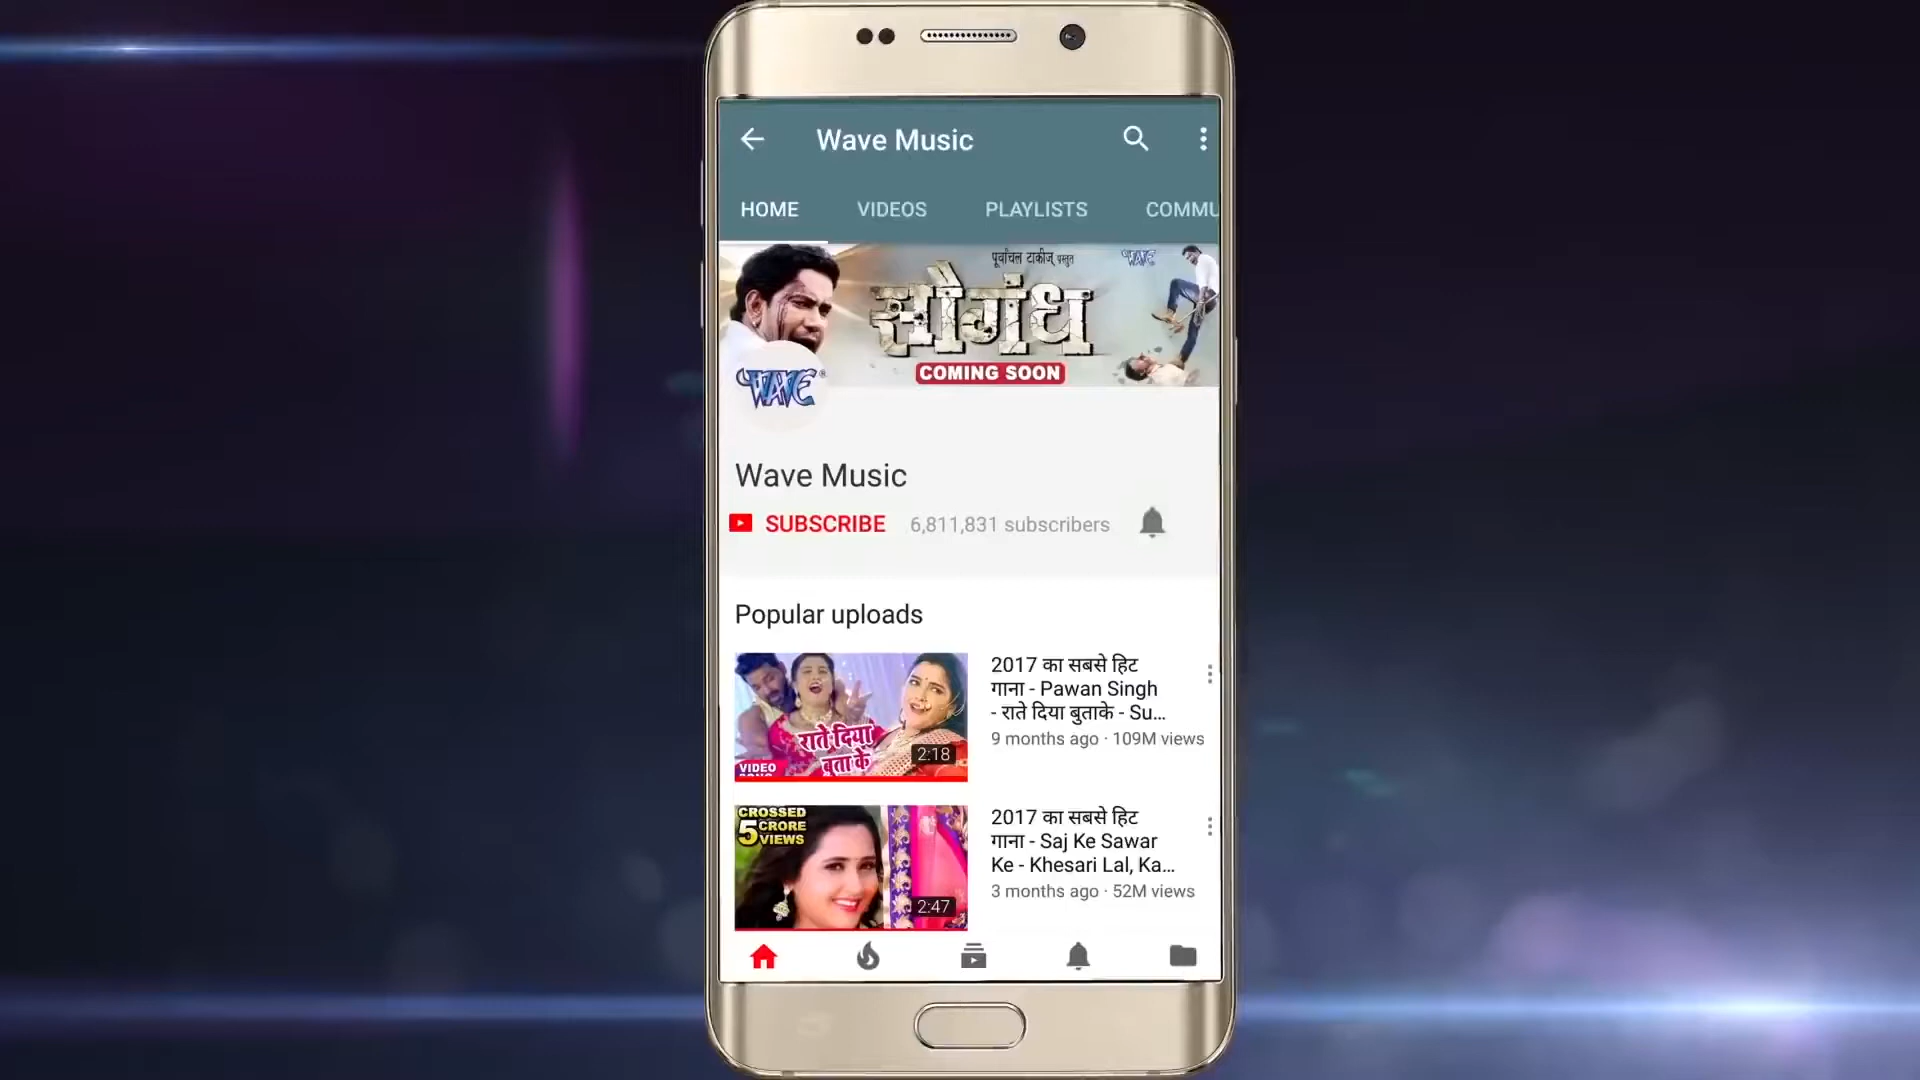 Wave Music
HOME VIDEOS PLAYLISTS COMMU
पूर्वांचल टाकीज् प्रस्तुत
WAVE
सौगंध
COMING SOON
WAVE
Wave Music
SUBSCRIBE 6,811,831 subscribers
Popular uploads
राते दिया
बुता के
VIDEO
SONG
2:18
2017 का सबसे हिट
गाना - Pawan Singh
- राते दिया बुताके - Su...
9 months ago · 109M views
CROSSED
5 CRORE
VIEWS
2:47
2017 का सबसे हिट
गाना - Saj Ke Sawar
Ke - Khesari Lal, Ka...
3 months ago · 52M views